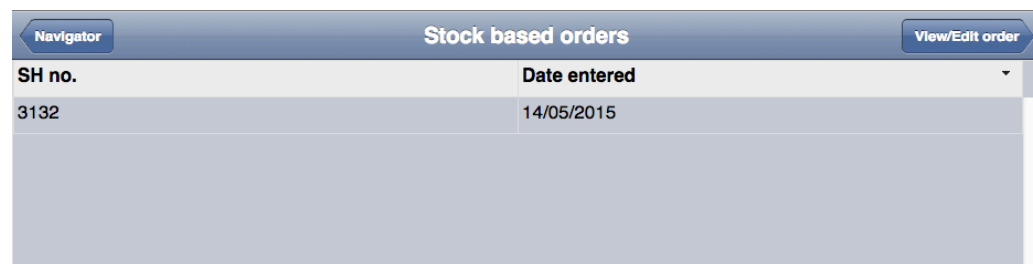 Navigator Stock based orders View/Edit order
SH no. Date entered
3132 14/05/2015